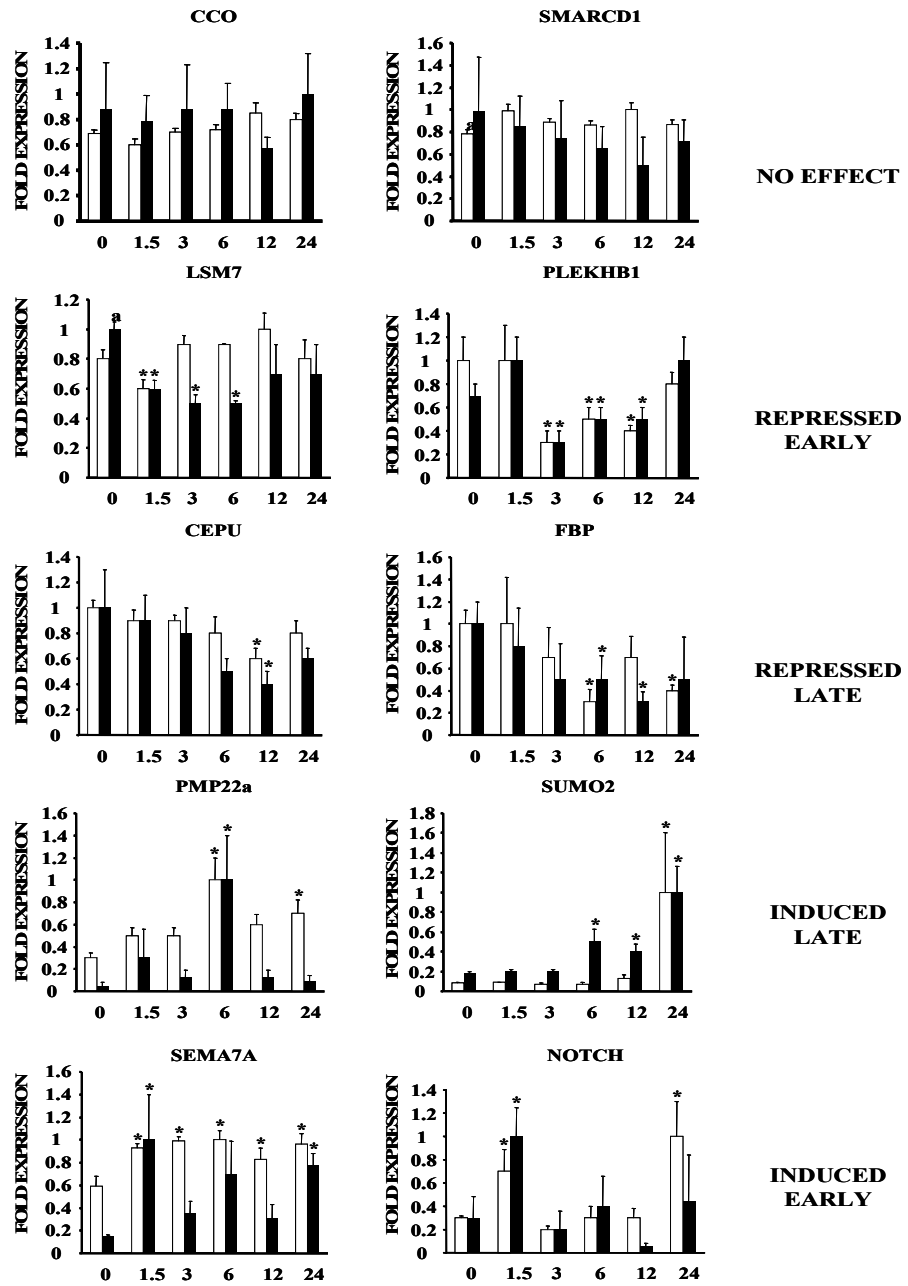 CCO
SMARCD1
FOLD EXPRESSION
1.4
1.2
1
0.8
0.6
0.4
0.2
0
0 1.5 3 6 12 24
FOLD EXPRESSION
1.6
1.4
1.2
1
0.8
0.6
0.4
0.2
0
a
0 1.5 3 6 12 24
NO EFFECT
LSM7
PLEKHB1
FOLD EXPRESSION
1.2
1
0.8
0.6
0.4
0.2
0
a
* * * *
0 1.5 3 6 12 24
FOLD EXPRESSION
1.4
1.2
1
0.8
0.6
0.4
0.2
0
* * * * * *
0 1.5 3 6 12 24
REPRESSED
EARLY
CEPU
FBP
FOLD EXPRESSION
1.4
1.2
1
0.8
0.6
0.4
0.2
0
* *
0 1.5 3 6 12 24
FOLD EXPRESSION
1.6
1.4
1.2
1
0.8
0.6
0.4
0.2
0
* * * *
0 1.5 3 6 12 24
REPRESSED
LATE
PMP22a
SUMO2
FOLD EXPRESSION
1.6
1.4
1.2
1
0.8
0.6
0.4
0.2
0
* * *
0 1.5 3 6 12 24
FOLD EXPRESSION
1.8
1.6
1.4
1.2
1
0.8
0.6
0.4
0.2
0
* * * *
0 1.5 3 6 12 24
INDUCED
LATE
SEMA7A
NOTCH
FOLD EXPRESSION
1.6
1.4
1.2
1
0.8
0.6
0.4
0.2
0
* * * * * * *
0 1.5 3 6 12 24
FOLD EXPRESSION
1.4
1.2
1
0.8
0.6
0.4
0.2
0
* * *
0 1.5 3 6 12 24
INDUCED
EARLY